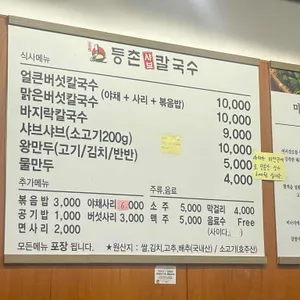 등촌샤브칼국수
식사메뉴
얼큰버섯칼국수 10,000
맑은버섯칼국수 (야채 + 사리 + 볶음밥) 10,000
바지락칼국수 9,000
샤브샤브(소고기200g) 10,000
왕만두(고기/김치/반반) 5,000
물만두 4,000
추가메뉴
볶음밥 3,000 야채사리 6,000
공기밥 1,000 버섯사리 3,000
면사리 2,000
주류,음료
소주 5,000 막걸리 4,000
맥주 5,000 음료수 Free
(사이다, )
모든메뉴 포장 됩니다. ★원산지 : 쌀,김치,고추,배추(국내산) / 소고기(호주산)